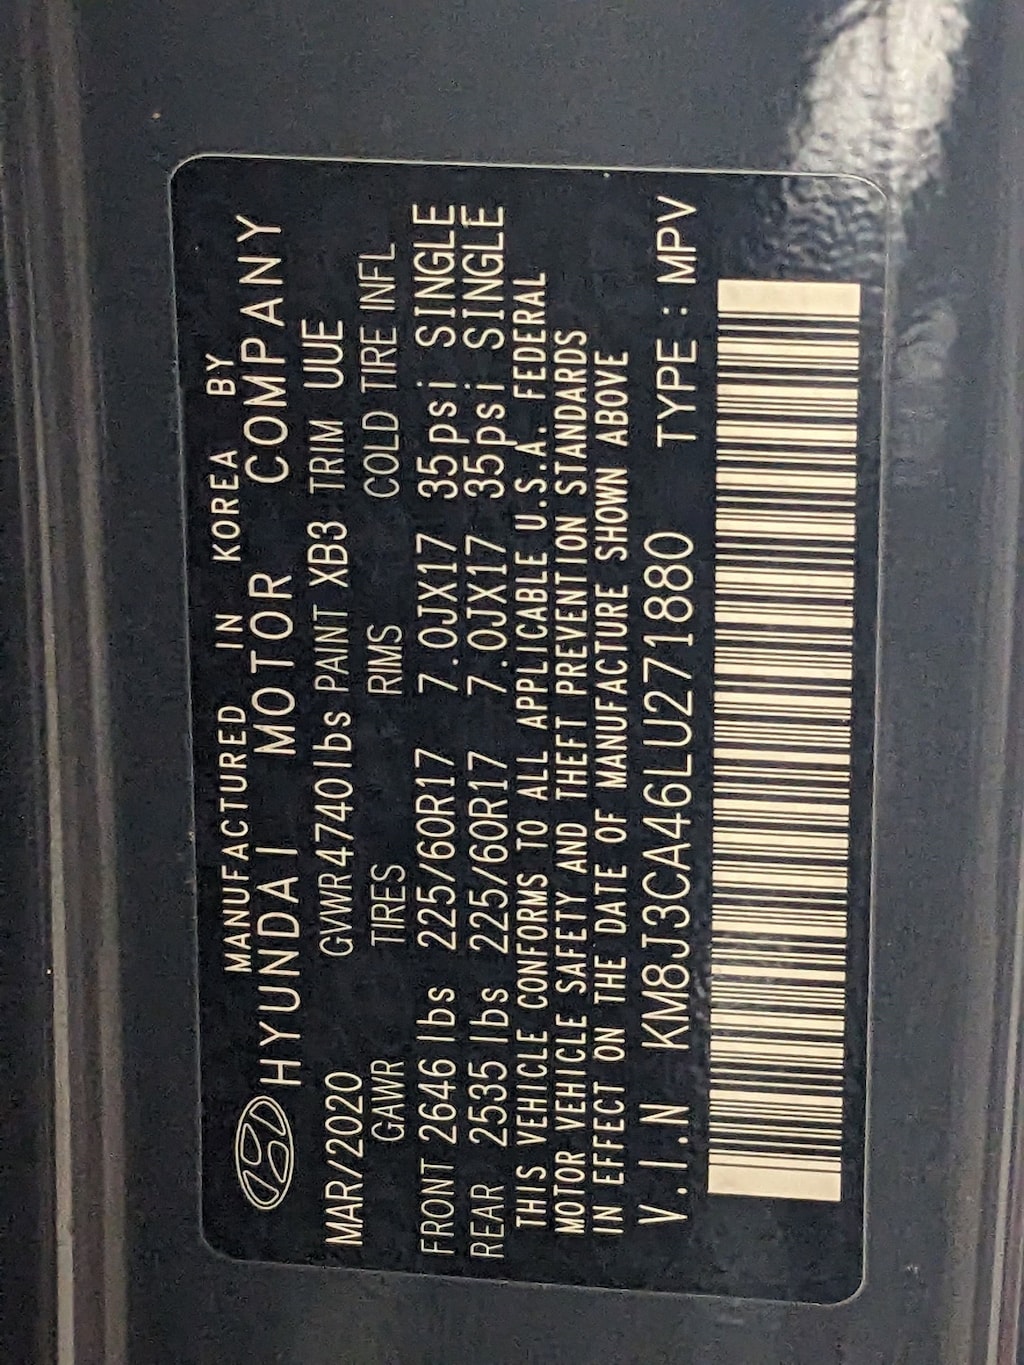 MANUFACTURED IN KOREA BY
HYUNDAI MOTOR COMPANY
MAR/2020 GVWR4740lbs PAINT XB3 TRIM UUE
GAWR TIRES RIMS COLD TIRE INFL
FRONT 2646 lbs 225/60R17 7.0JX17 35psi SINGLE
REAR 2535 lbs 225/60R17 7.0JX17 35psi SINGLE
THIS VEHICLE CONFORMS TO ALL APPLICABLE U.S.A. FEDERAL
MOTOR VEHICLE SAFETY AND THEFT PREVENTION STANDARDS
IN EFFECT ON THE DATE OF MANUFACTURE SHOWN ABOVE
V.I.N KM8J3CA46LU271880 TYPE : MPV